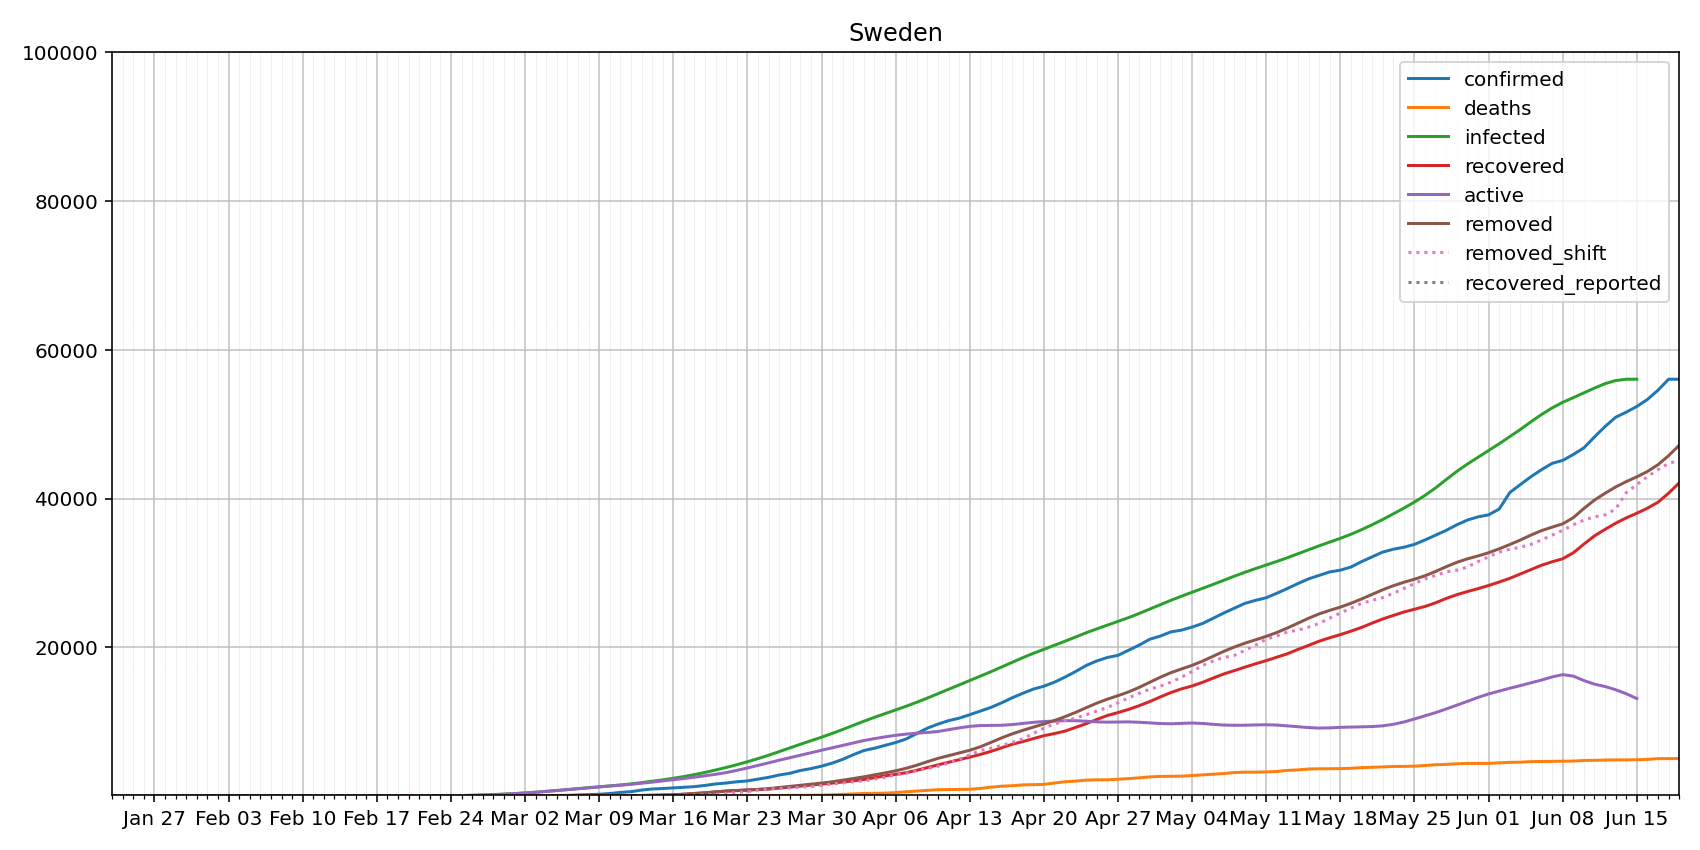 Sweden
100000
80000
60000
40000
20000
confirmed
deaths
infected
recovered
active
removed
removed_shift
recovered_reported
Jan 27 Feb 03 Feb 10 Feb 17 Feb 24 Mar 02 Mar 09 Mar 16 Mar 23 Mar 30 Apr 06 Apr 13 Apr 20 Apr 27 May 04 May 11 May 18 May 25 Jun 01 Jun 08 Jun 15